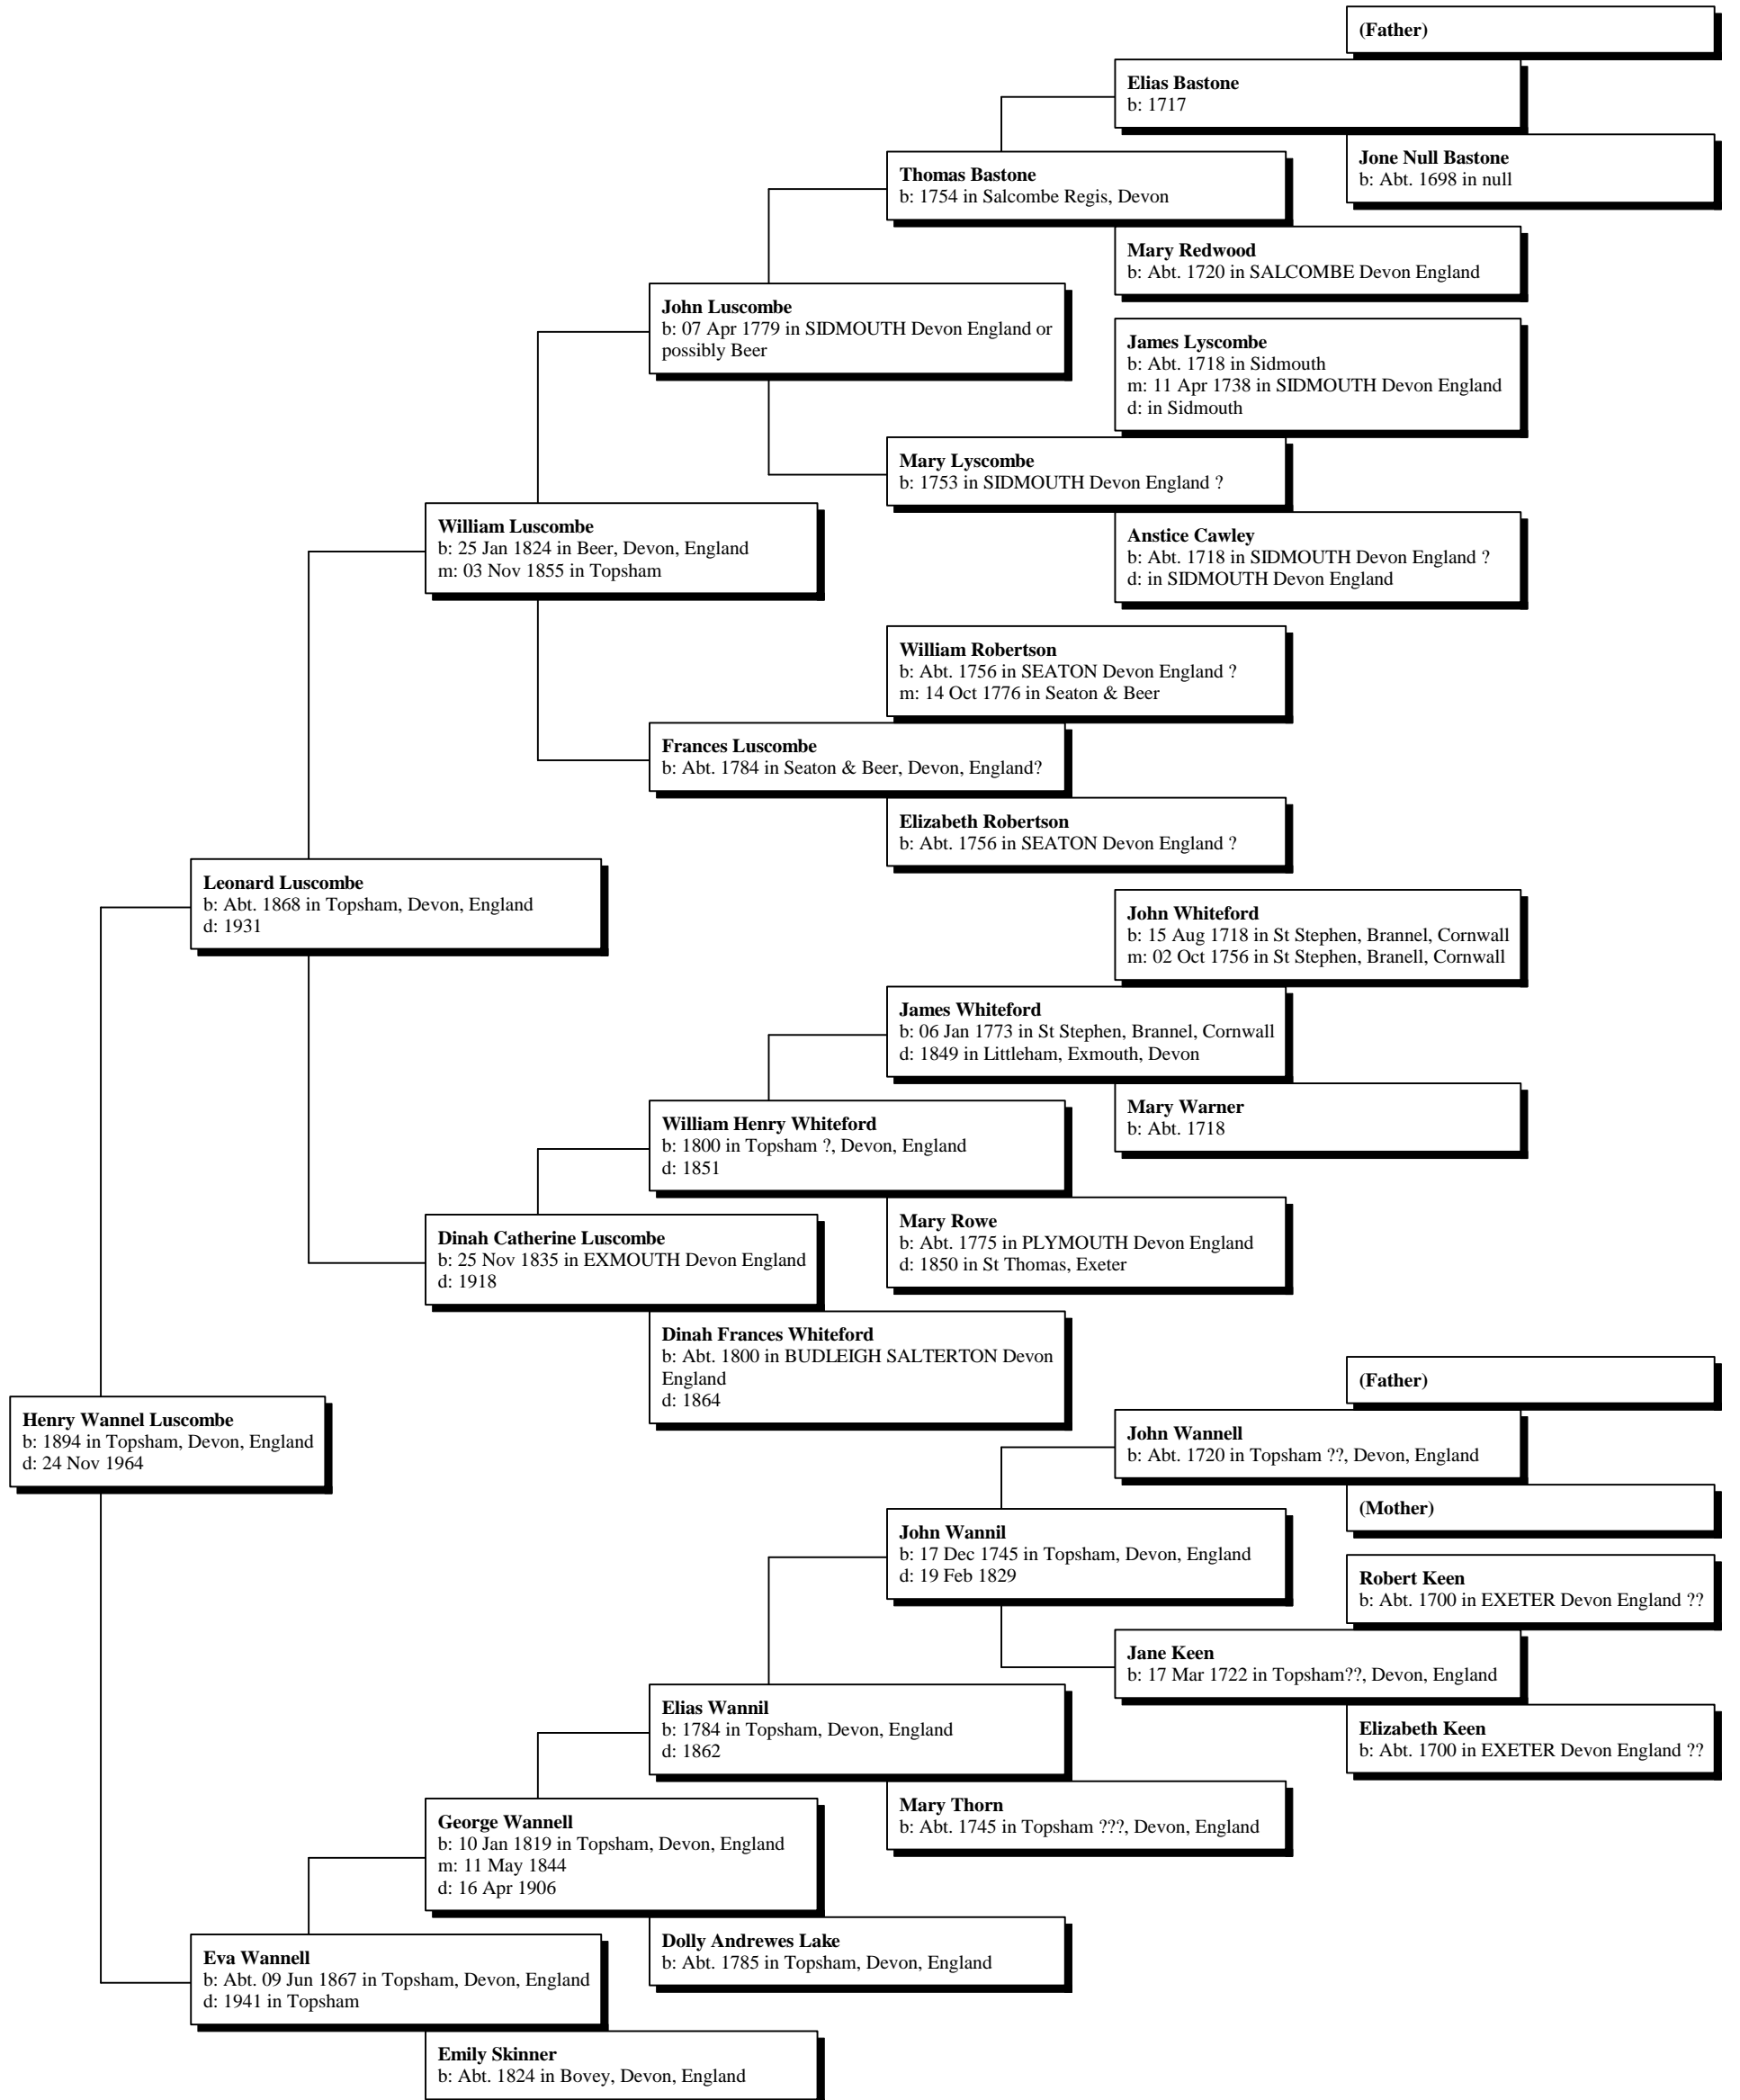 (Father)
Elias Bastone
b: 1717
Jone Null Bastone
b: Abt. 1698 in null
Thomas Bastone
b: 1754 in Salcombe Regis, Devon
Mary Redwood
b: Abt. 1720 in SALCOMBE Devon England
John Luscombe
b: 07 Apr 1779 in SIDMOUTH Devon England or
possibly Beer
James Lyscombe
b: Abt. 1718 in Sidmouth
m: 11 Apr 1738 in SIDMOUTH Devon England
d: in Sidmouth
Mary Lyscombe
b: 1753 in SIDMOUTH Devon England ?
Anstice Cawley
b: Abt. 1718 in SIDMOUTH Devon England ?
d: in SIDMOUTH Devon England
William Luscombe
b: 25 Jan 1824 in Beer, Devon, England
m: 03 Nov 1855 in Topsham
William Robertson
b: Abt. 1756 in SEATON Devon England ?
m: 14 Oct 1776 in Seaton & Beer
Frances Luscombe
b: Abt. 1784 in Seaton & Beer, Devon, England?
Elizabeth Robertson
b: Abt. 1756 in SEATON Devon England ?
Leonard Luscombe
b: Abt. 1868 in Topsham, Devon, England
d: 1931
John Whiteford
b: 15 Aug 1718 in St Stephen, Brannel, Cornwall
m: 02 Oct 1756 in St Stephen, Branell, Cornwall
James Whiteford
b: 06 Jan 1773 in St Stephen, Brannel, Cornwall
d: 1849 in Littleham, Exmouth, Devon
Mary Warner
b: Abt. 1718
William Henry Whiteford
b: 1800 in Topsham ?, Devon, England
d: 1851
Mary Rowe
b: Abt. 1775 in PLYMOUTH Devon England
d: 1850 in St Thomas, Exeter
Dinah Catherine Luscombe
b: 25 Nov 1835 in EXMOUTH Devon England
d: 1918
Dinah Frances Whiteford
b: Abt. 1800 in BUDLEIGH SALTERTON Devon
England
d: 1864
Henry Wannel Luscombe
b: 1894 in Topsham, Devon, England
d: 24 Nov 1964
(Father)
John Wannell
b: Abt. 1720 in Topsham ??, Devon, England
(Mother)
John Wannil
b: 17 Dec 1745 in Topsham, Devon, England
d: 19 Feb 1829
Robert Keen
b: Abt. 1700 in EXETER Devon England ??
Jane Keen
b: 17 Mar 1722 in Topsham??, Devon, England
Elizabeth Keen
b: Abt. 1700 in EXETER Devon England ??
Elias Wannil
b: 1784 in Topsham, Devon, England
d: 1862
Mary Thorn
b: Abt. 1745 in Topsham ???, Devon, England
George Wannell
b: 10 Jan 1819 in Topsham, Devon, England
m: 11 May 1844
d: 16 Apr 1906
Dolly Andrewes Lake
b: Abt. 1785 in Topsham, Devon, England
Eva Wannell
b: Abt. 09 Jun 1867 in Topsham, Devon, England
d: 1941 in Topsham
Emily Skinner
b: Abt. 1824 in Bovey, Devon, England